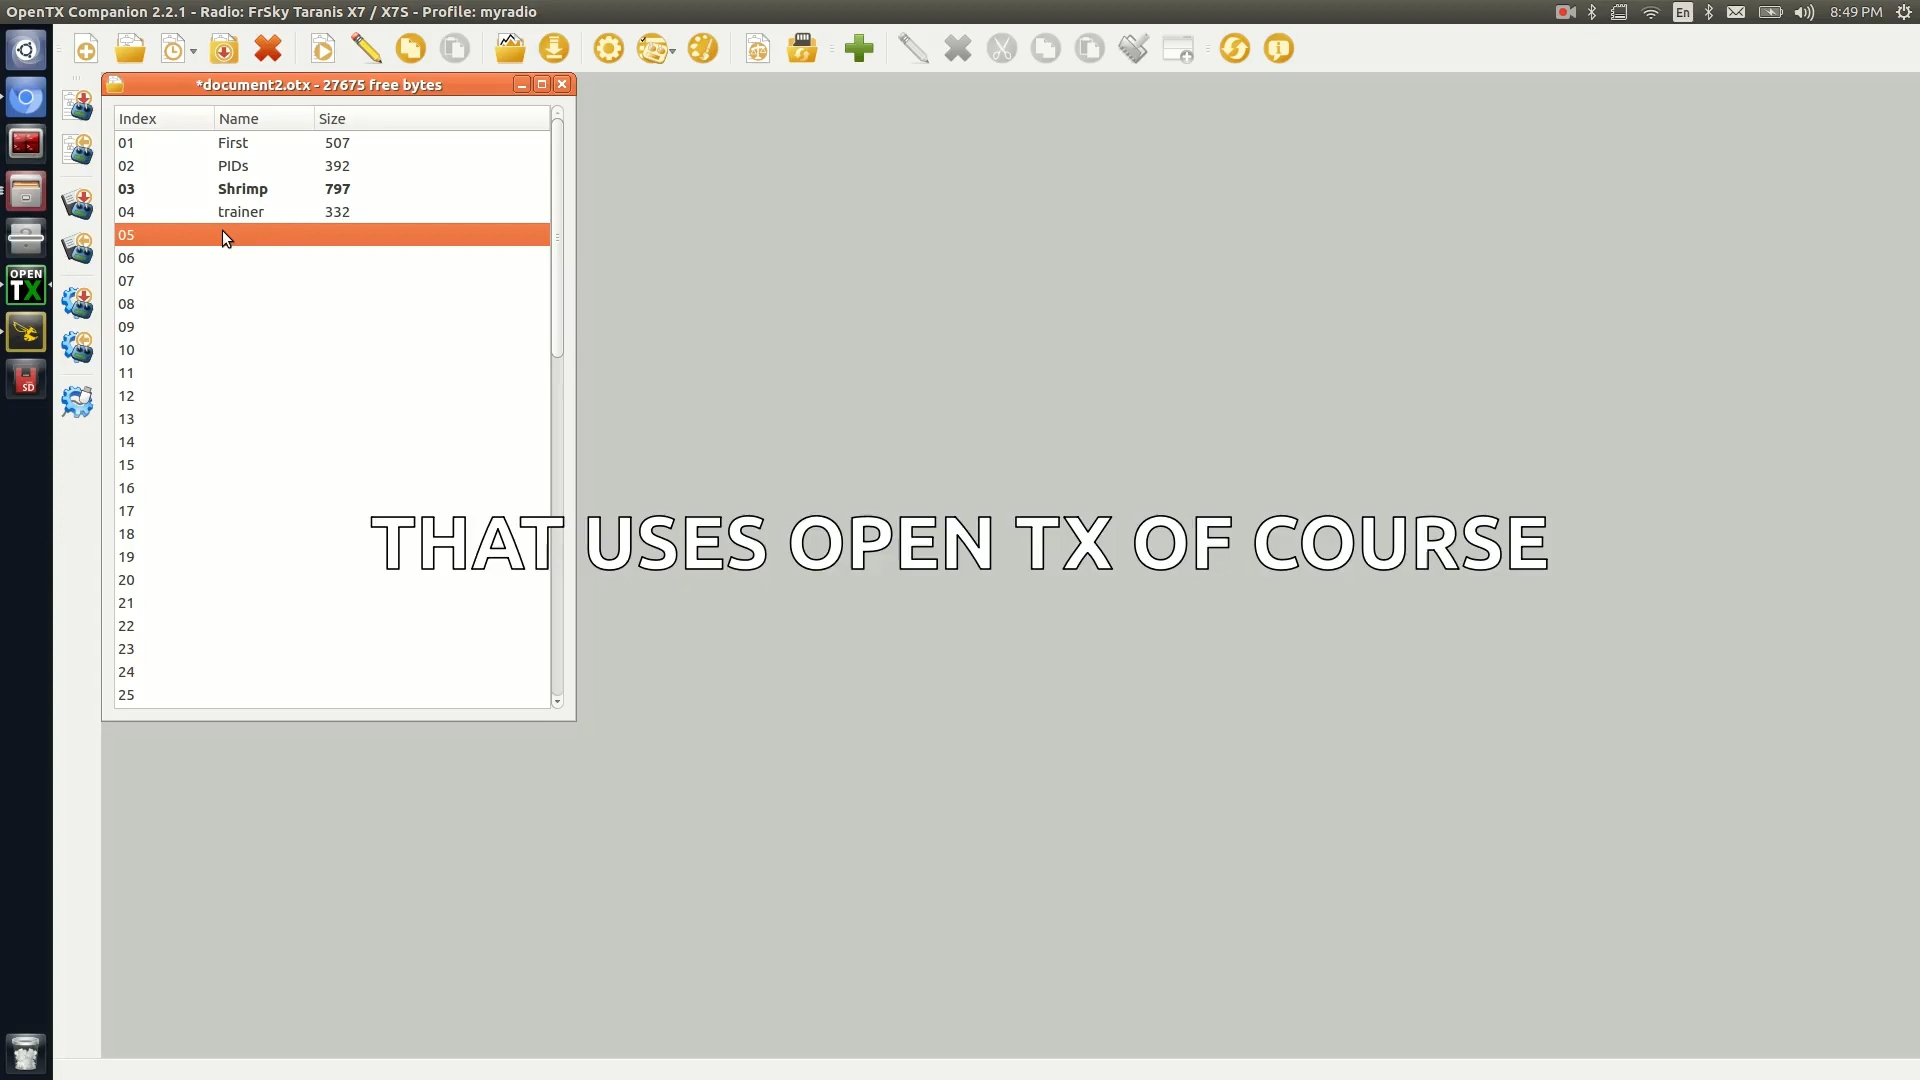 OpenTX Companion 2.2.1 - Radio: FrSky Taranis X7 / X7S - Profile: myradio
En
8:49 PM
*document2.otx - 27675 free bytes
Index Name Size
01 First 507
02 PIDs 392
03 Shrimp 797
04 trainer 332
05
06
07
08
09
10
11
12
13
14
15
16
17
18
19
20
21
22
23
24
25
OPEN
TX
SD
THAT USES OPEN TX OF COURSE